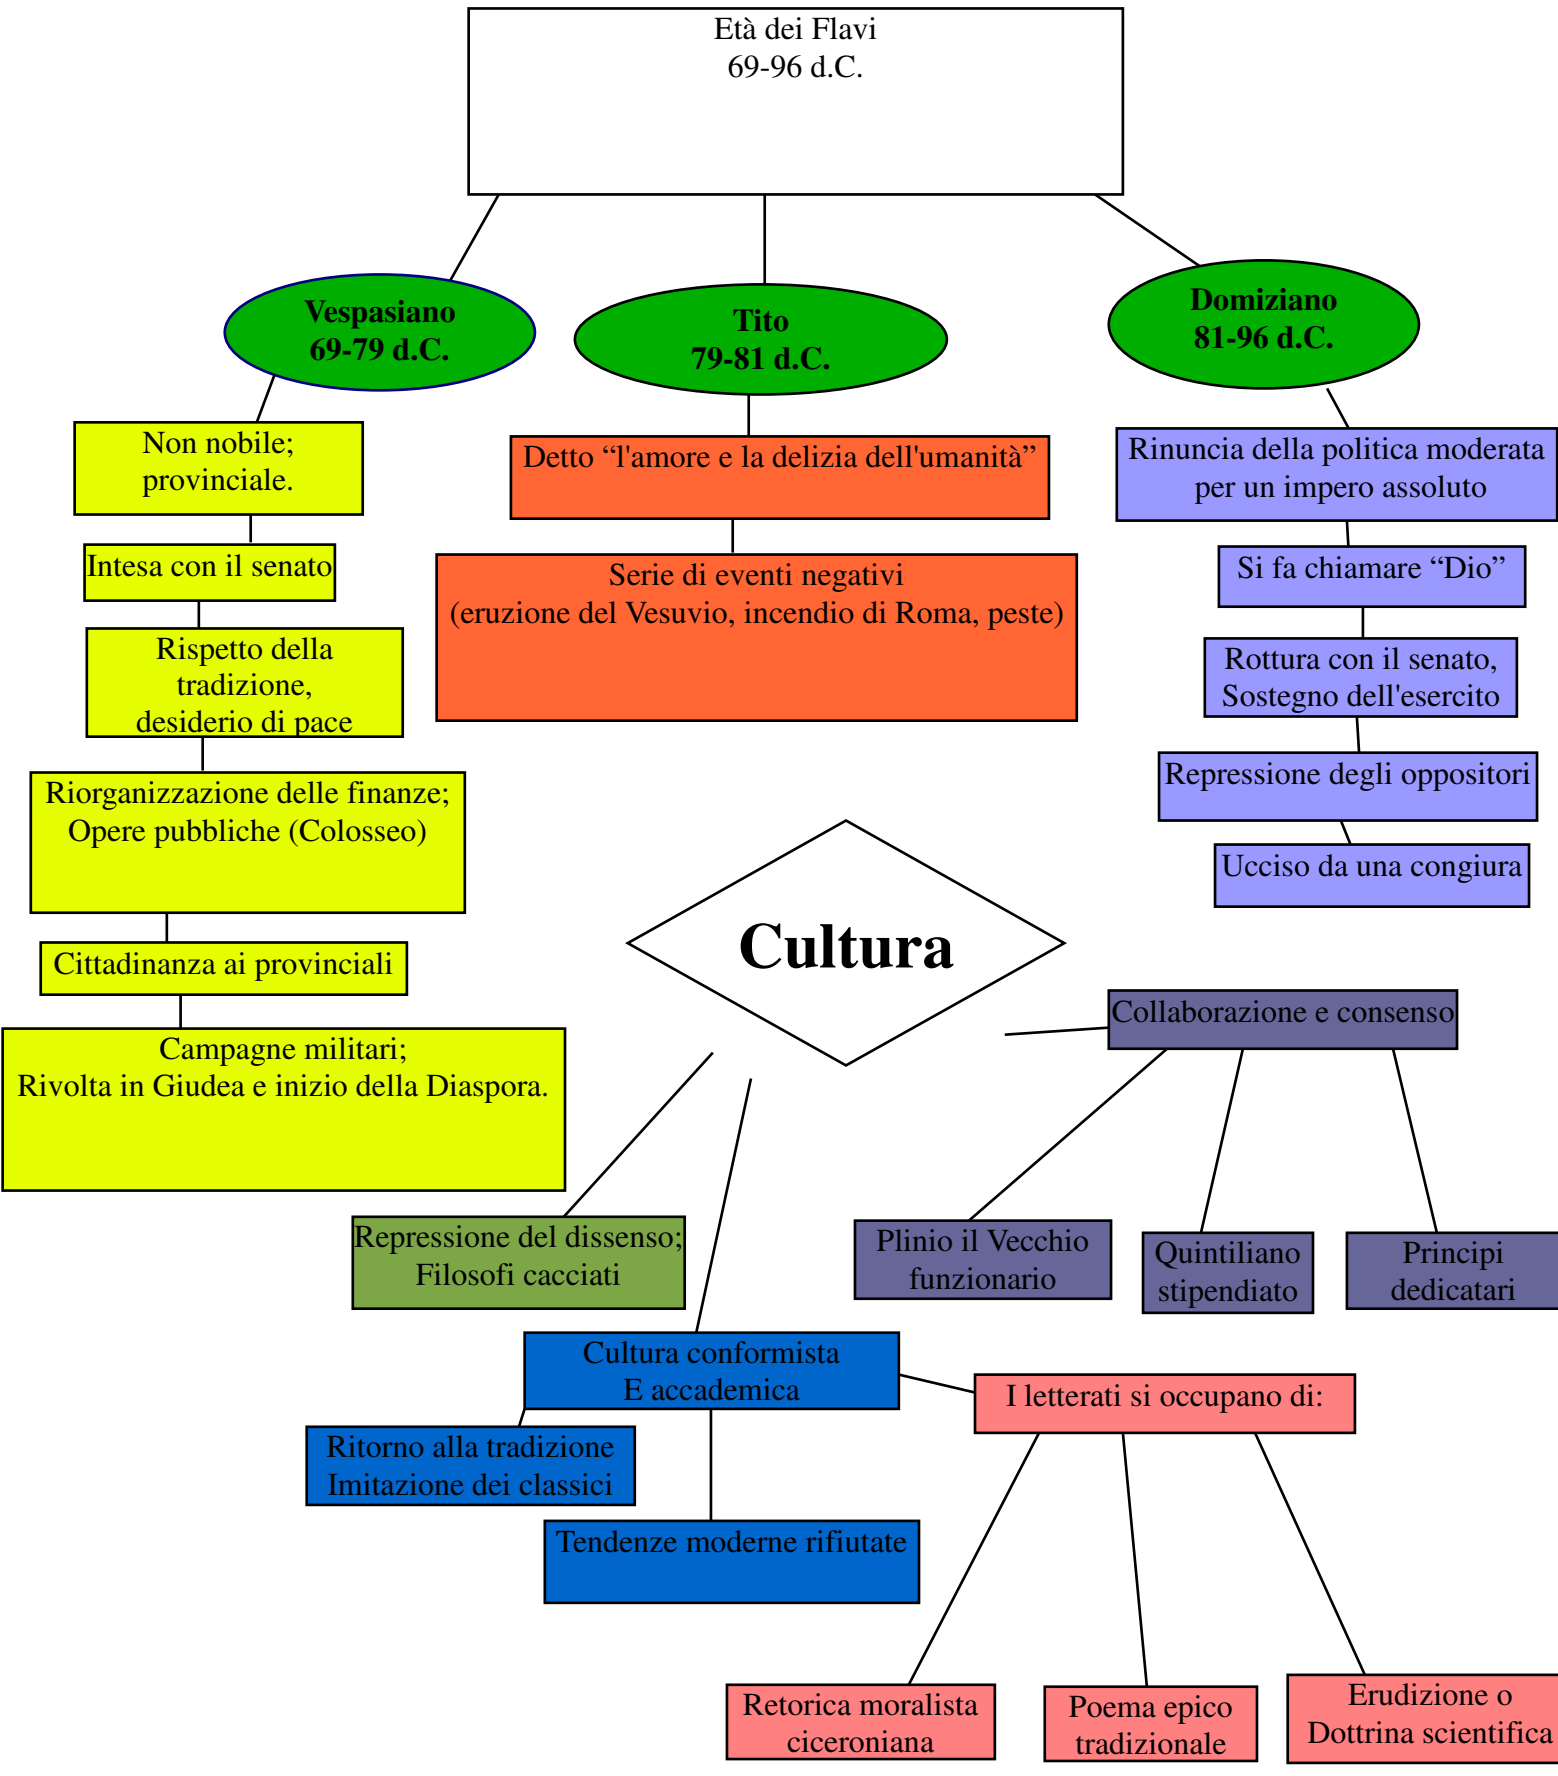 Età dei Flavi
69-96 d.C.
Vespasiano
69-79 d.C.
Tito
79-81 d.C.
Domiziano
81-96 d.C.
Non nobile;
provinciale.
Intesa con il senato
Rispetto della
tradizione,
desiderio di pace
Riorganizzazione delle finanze;
Opere pubbliche (Colosseo)
Cittadinanza ai provinciali
Campagne militari;
Rivolta in Giudea e inizio della Diaspora.
Detto “l'amore e la delizia dell'umanità”
Serie di eventi negativi
(eruzione del Vesuvio, incendio di Roma, peste)
Rinuncia della politica moderata
per un impero assoluto
Si fa chiamare “Dio”
Rottura con il senato,
Sostegno dell'esercito
Repressione degli oppositori
Ucciso da una congiura
Cultura
Collaborazione e consenso
Plinio il Vecchio
funzionario
Quintiliano
stipendiato
Principi
dedicatari
Repressione del dissenso;
Filosofi cacciati
Cultura conformista
E accademica
Ritorno alla tradizione
Imitazione dei classici
Tendenze moderne rifiutate
I letterati si occupano di:
Retorica moralista
ciceroniana
Poema epico
tradizionale
Erudizione o
Dottrina scientifica